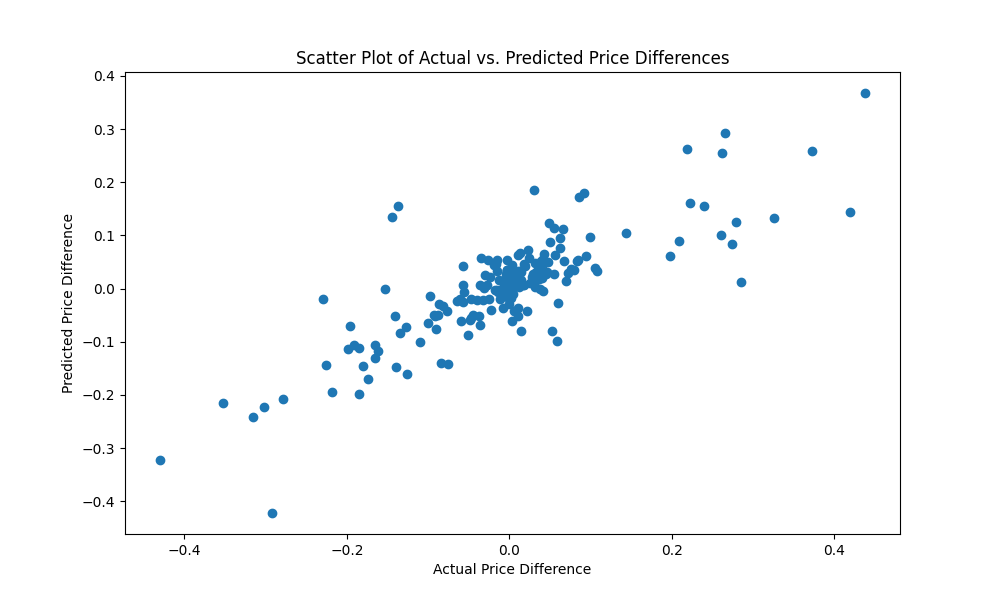 Scatter Plot of Actual vs. Predicted Price Differences
0.4
0.3
0.2
0.1
0.0
−0.1
−0.2
−0.3
−0.4
Predicted Price Difference
−0.4 −0.2 0.0 0.2 0.4
Actual Price Difference